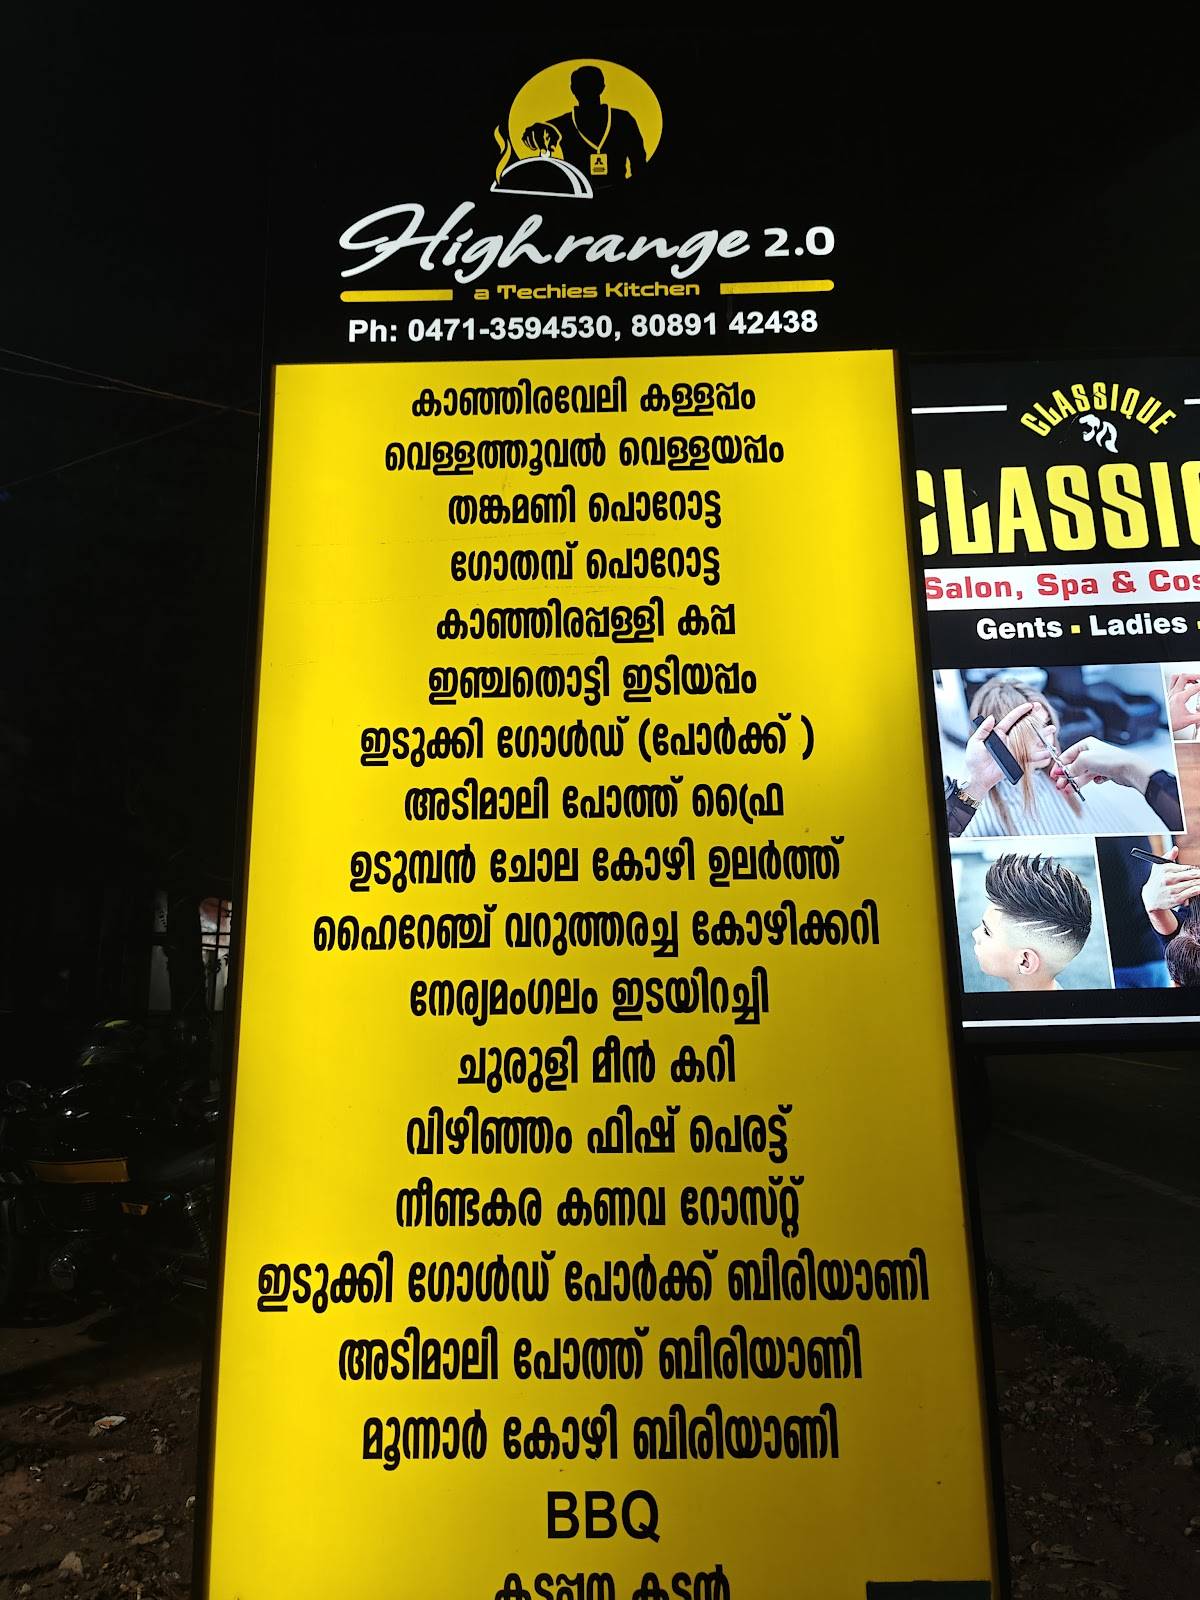 Highrange 2.0
a Techies Kitchen
Ph: 0471-3594530, 80891 42438
കാഞ്ഞിരവേലി കള്ളപ്പം
വെള്ളത്തൂവൽ വെള്ളയപ്പം
തങ്കമണി പൊറോട്ട
ഗോതമ്പ് പൊറോട്ട
കാഞ്ഞിരപ്പള്ളി കപ്പ
ഇഞ്ചതൊട്ടി ഇടിയപ്പം
ഇടുക്കി ഗോൾഡ് (പോർക്ക് )
അടിമാലി പോത്ത് ഫ്രൈ
ഉടുമ്പൻ ചോല കോഴി ഉലർത്ത്
ഹൈറേഞ്ച് വറുത്തരച്ച കോഴിക്കറി
നേര്യമംഗലം ഇടയിറച്ചി
ചുരുളി മീൻ കറി
വിഴിഞ്ഞം ഫിഷ് പെരട്ട്
നീണ്ടകര കണവ റോസ്റ്റ്
ഇടുക്കി ഗോൾഡ് പോർക്ക് ബിരിയാണി
അടിമാലി പോത്ത് ബിരിയാണി
മൂന്നാർ കോഴി ബിരിയാണി
BBQ
CLASSIQUE
Salon, Spa &
Gents ▪ Ladies ▪